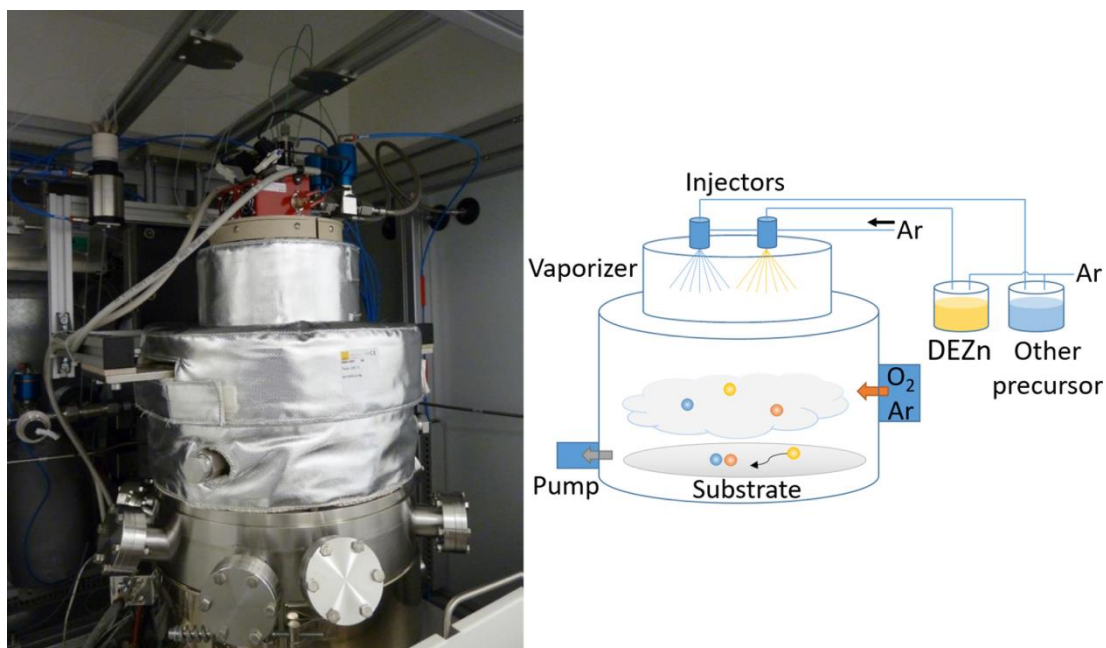 Injectors
Ar
Vaporizer
Ar
DEZn
Other
precursor
O₂
Ar
Pump
Substrate